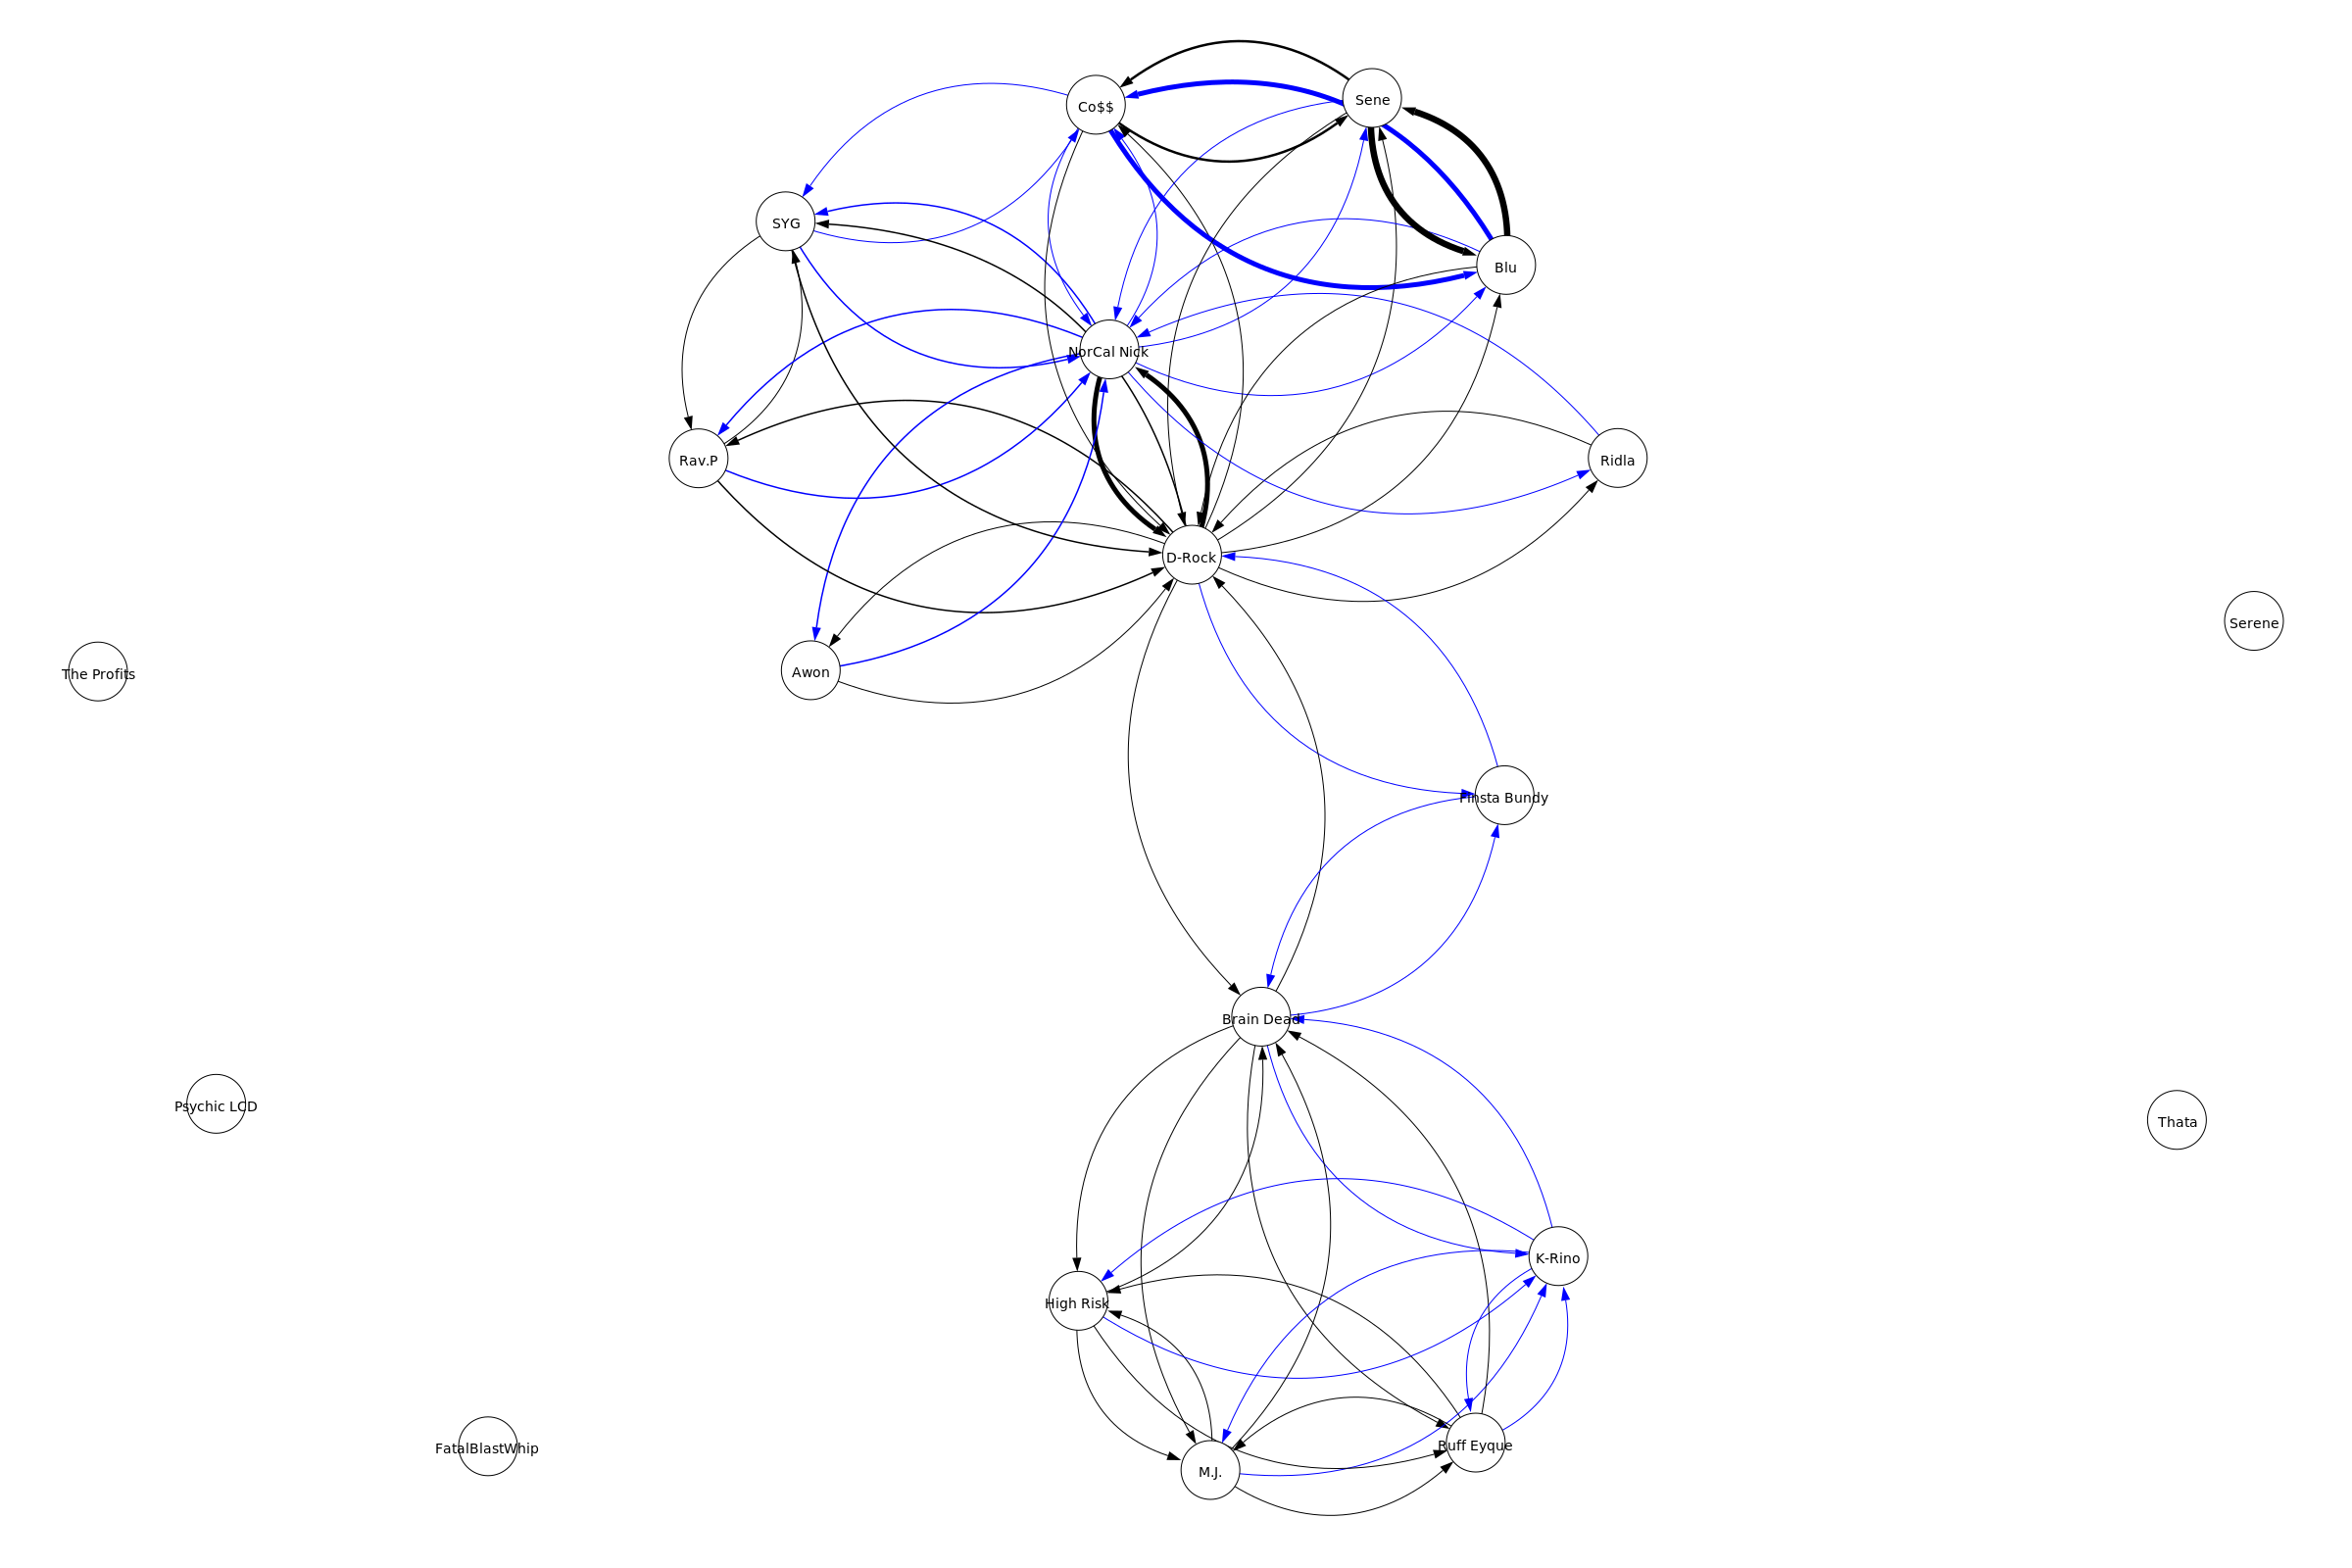 Sene
Co$$
SYG
Blu
NorCal Nick
Rav.P
Ridla
D-Rock
Serene
The Profits
Awon
Finsta Bundy
Brain Dead
Psychic LCD
Thata
K-Rino
High Risk
Ruff Eyque
FatalBlastWhip
M.J.